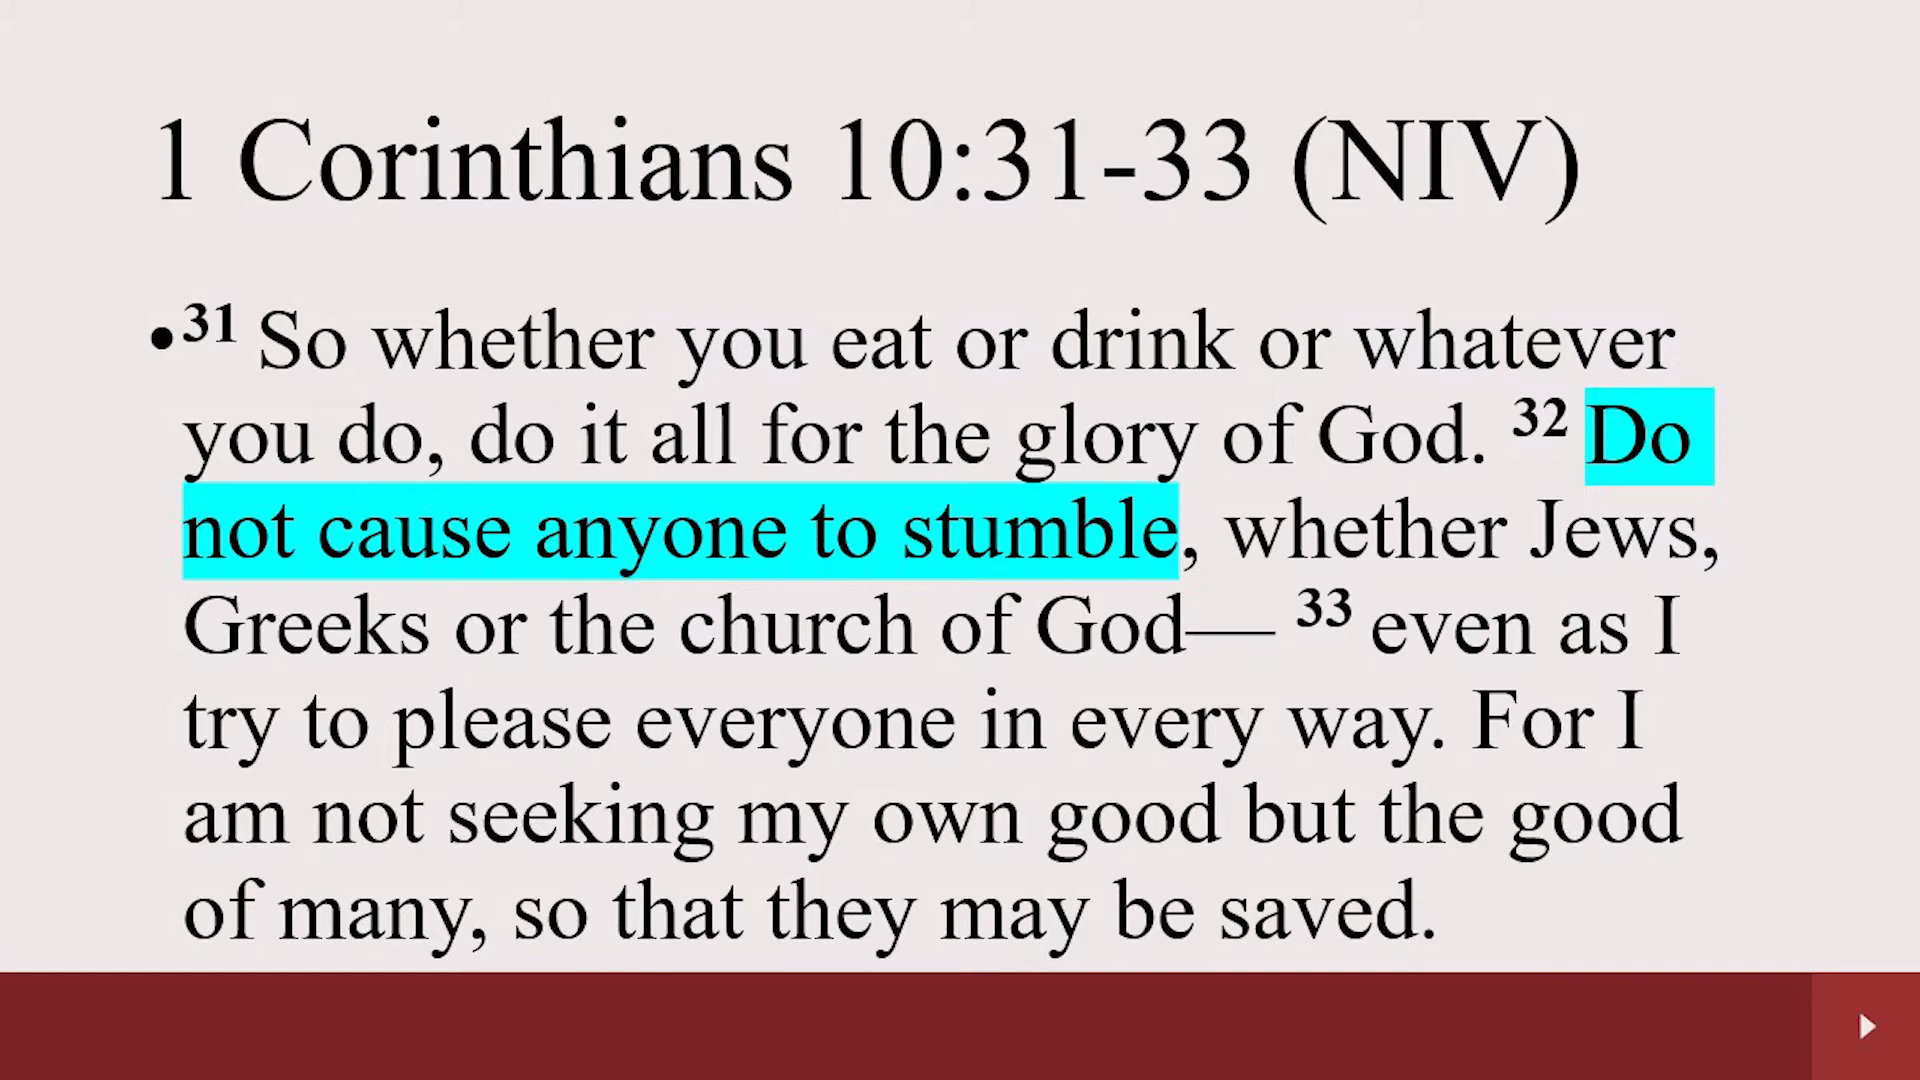 1 Corinthians 10:31-33 (NIV)
•31 So whether you eat or drink or whatever
you do, do it all for the glory of God. 32 Do
not cause anyone to stumble, whether Jews,
Greeks or the church of God— 33 even as I
try to please everyone in every way. For I
am not seeking my own good but the good
of many, so that they may be saved.